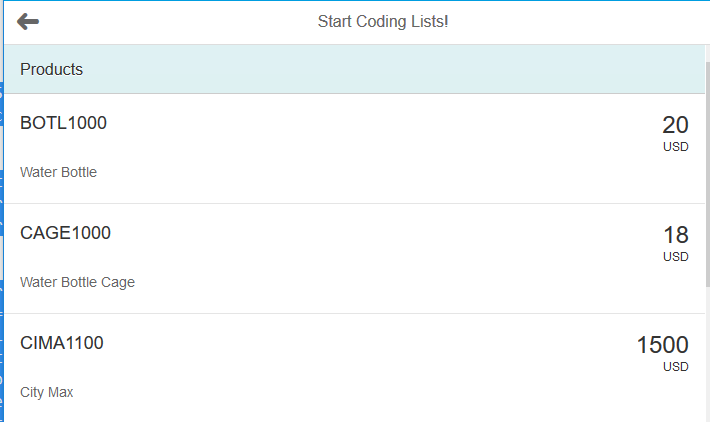 Start Coding Lists!
Products
BOTL1000
20
USD
Water Bottle
CAGE1000
18
USD
Water Bottle Cage
CIMA1100
1500
USD
City Max